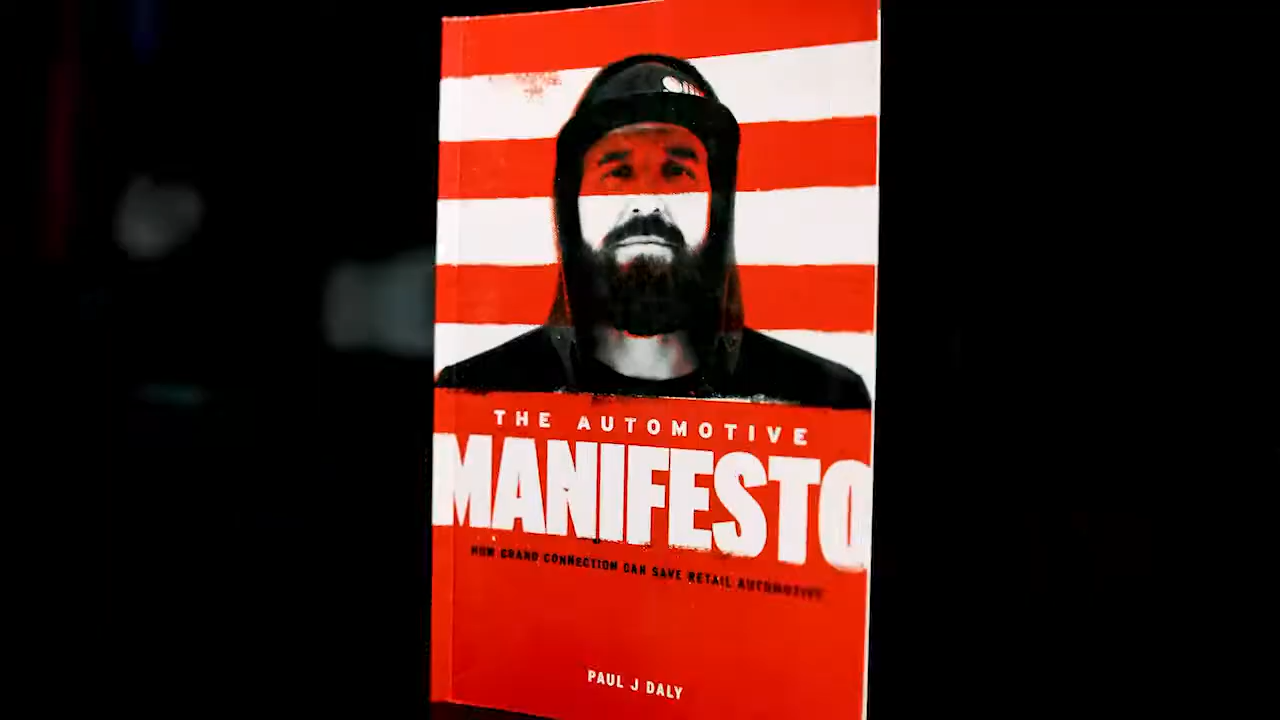 THE AUTOMOTIVE
MANIFESTO
HOW BRAND CONNECTION CAN SAVE RETAIL AUTOMOTIVE
PAUL J DALY